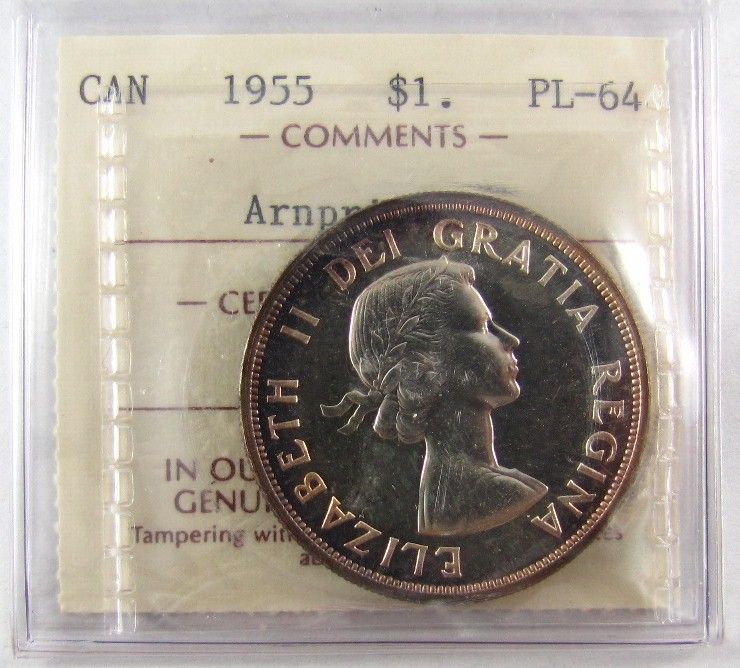 CAN 1955 $1. PL-64
— COMMENTS —
Arnpri
— CE
IN OU
GENU
Tampering with
ELIZABETH II DEI GRATIA REGINA